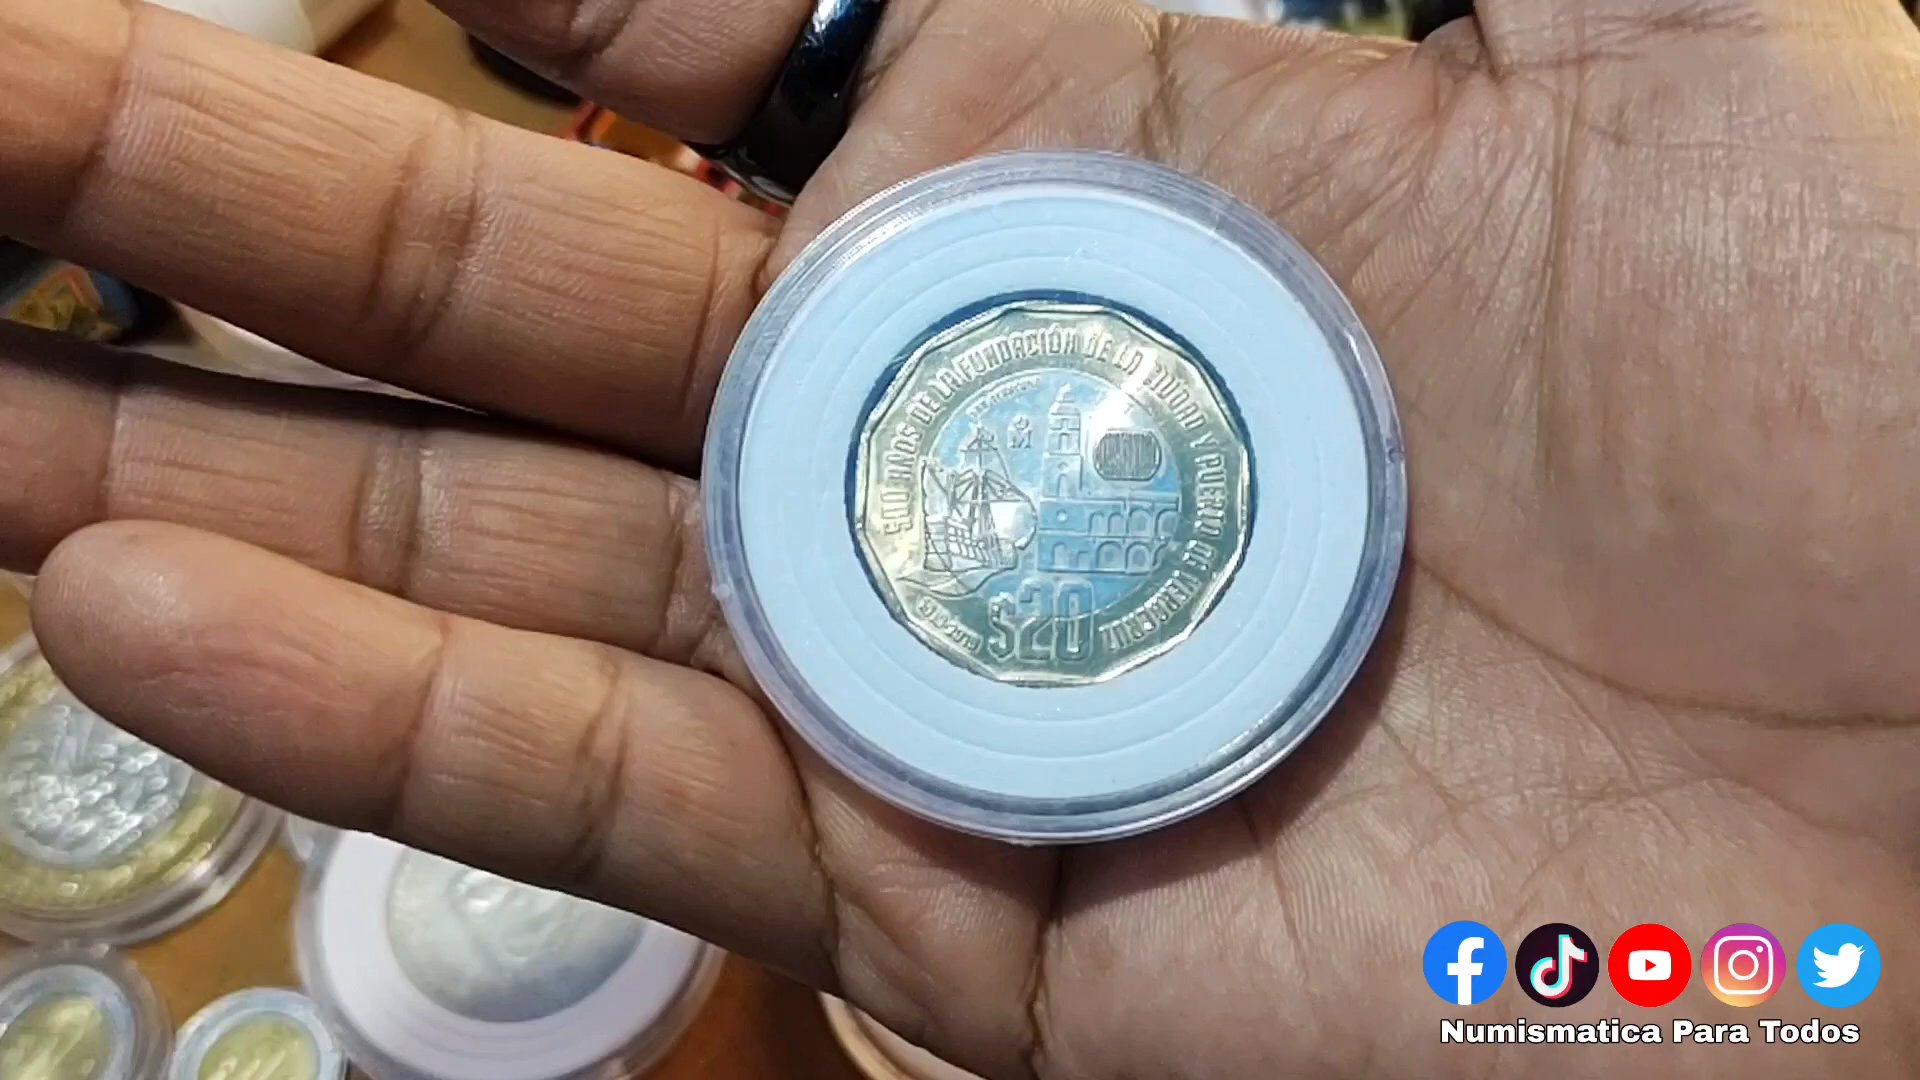 500 AÑOS DE LA FUNDACIÓN DE LA CIUDAD Y PUERTO DE VERACRUZ
M
$20
Numismatica Para Todos